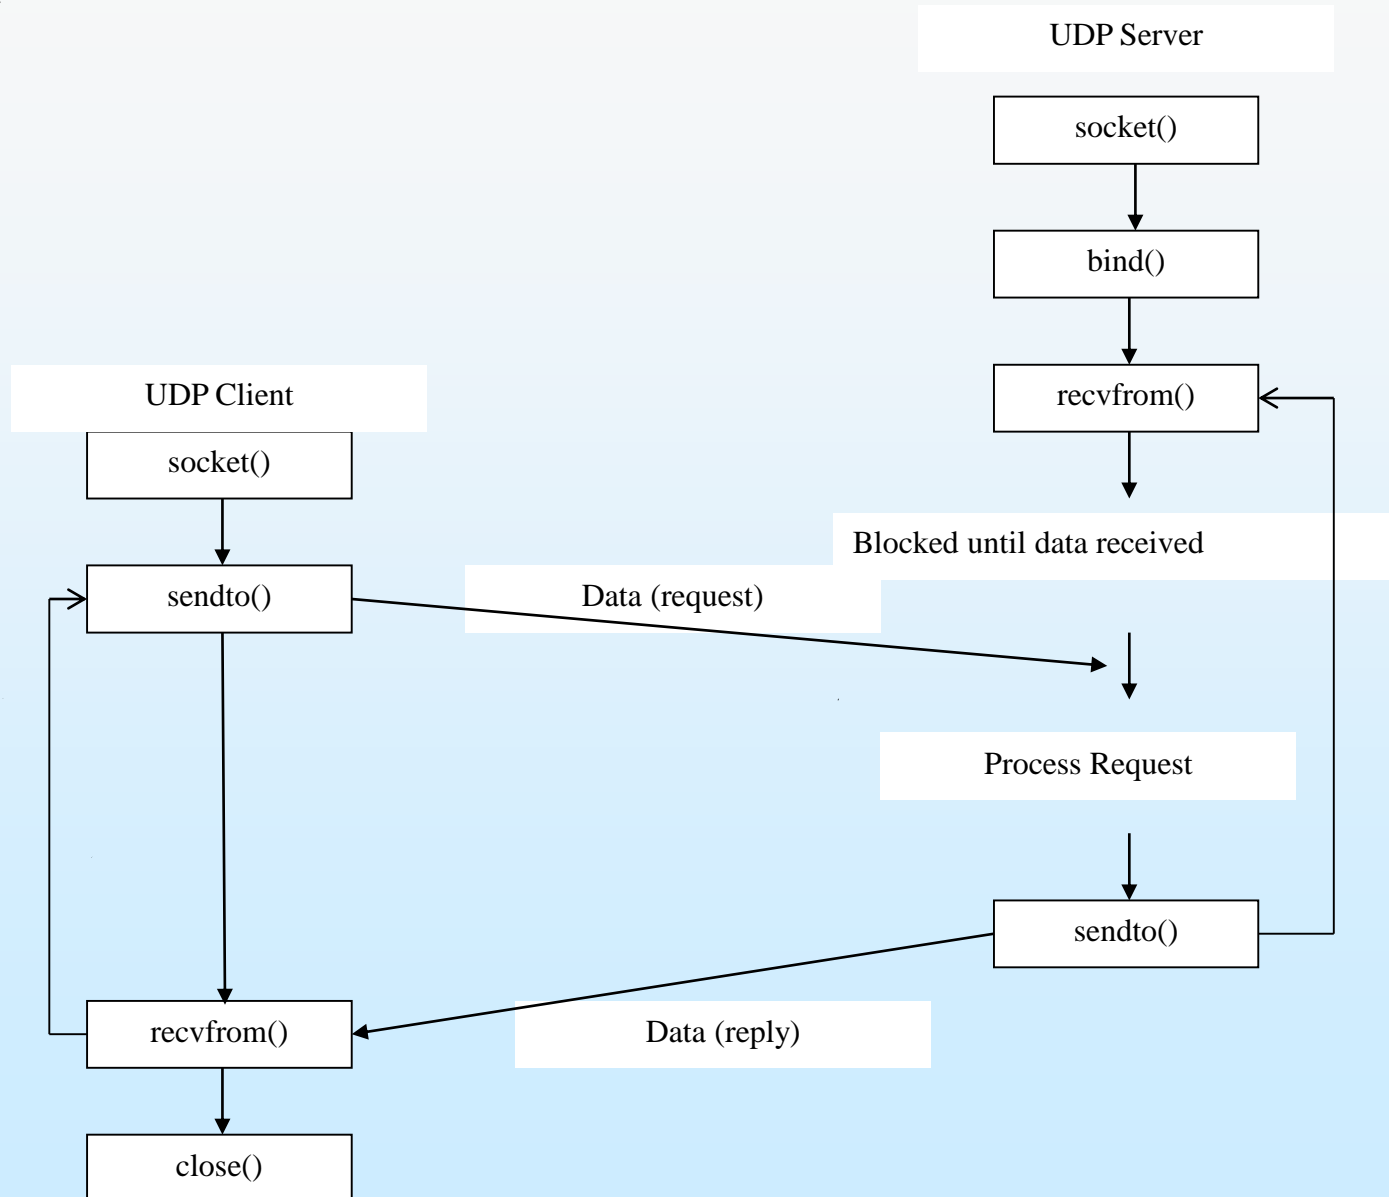 UDP Server
socket()
bind()
recvfrom()
UDP Client
socket()
Blocked until data received
sendto()
Data (request)
Process Request
sendto()
recvfrom()
Data (reply)
close()